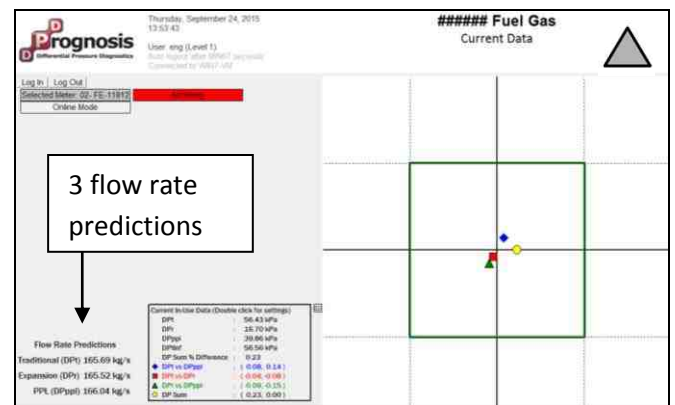 Prognosis
Differential Pressure Diagnostics
Thursday, September 24, 2015
13:53:43
User: eng (Level 1)
###### Fuel Gas
Current Data
Log In | Log Out
Selected Meter: 02- FE-11812
Online Mode
3 flow rate
predictions
Flow Rate Predictions
Traditional (DPt) 165.69 kg/s
Expansion (DPr) 165.52 kg/s
PPL (DPppl) 166.04 kg/s
Current In-Use Data (Double click for settings)
DPt : 56.43 kPa
DPr : 16.70 kPa
DPppl : 39.86 kPa
DPtinf : 56.56 kPa
DP Sum % Difference : 0.23
DPt vs DPppl : ( 0.08, 0.14 )
DPt vs DPr : ( -0.04, -0.08 )
DPr vs DPppl : ( -0.09, -0.15 )
DP Sum : ( 0.23, 0.00 )